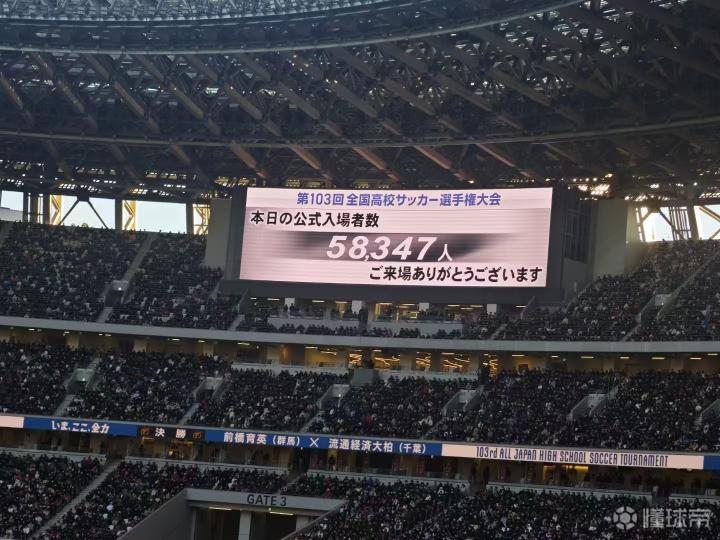 第103回 全国高校サッカー選手権大会
本日の公式入場者数
58,347人
ご来場ありがとうございます
いま、ここ、全力
決勝
前橋育英(群馬) × 流通経済大柏(千葉)
103rd ALL JAPAN HIGH SCHOOL SOCCER TOURNAMENT
GATE 3
懂球帝